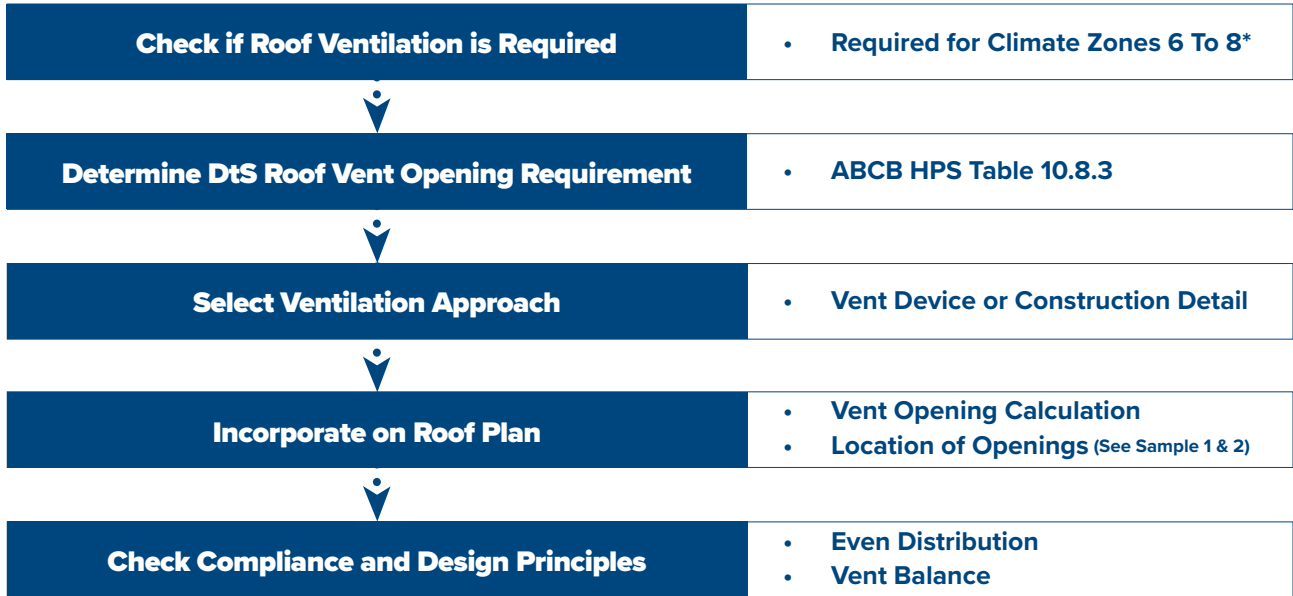 Check if Roof Ventilation is Required
• Required for Climate Zones 6 To 8*
Determine DtS Roof Vent Opening Requirement
• ABCB HPS Table 10.8.3
Select Ventilation Approach
• Vent Device or Construction Detail
Incorporate on Roof Plan
• Vent Opening Calculation
• Location of Openings (See Sample 1 & 2)
Check Compliance and Design Principles
• Even Distribution
• Vent Balance